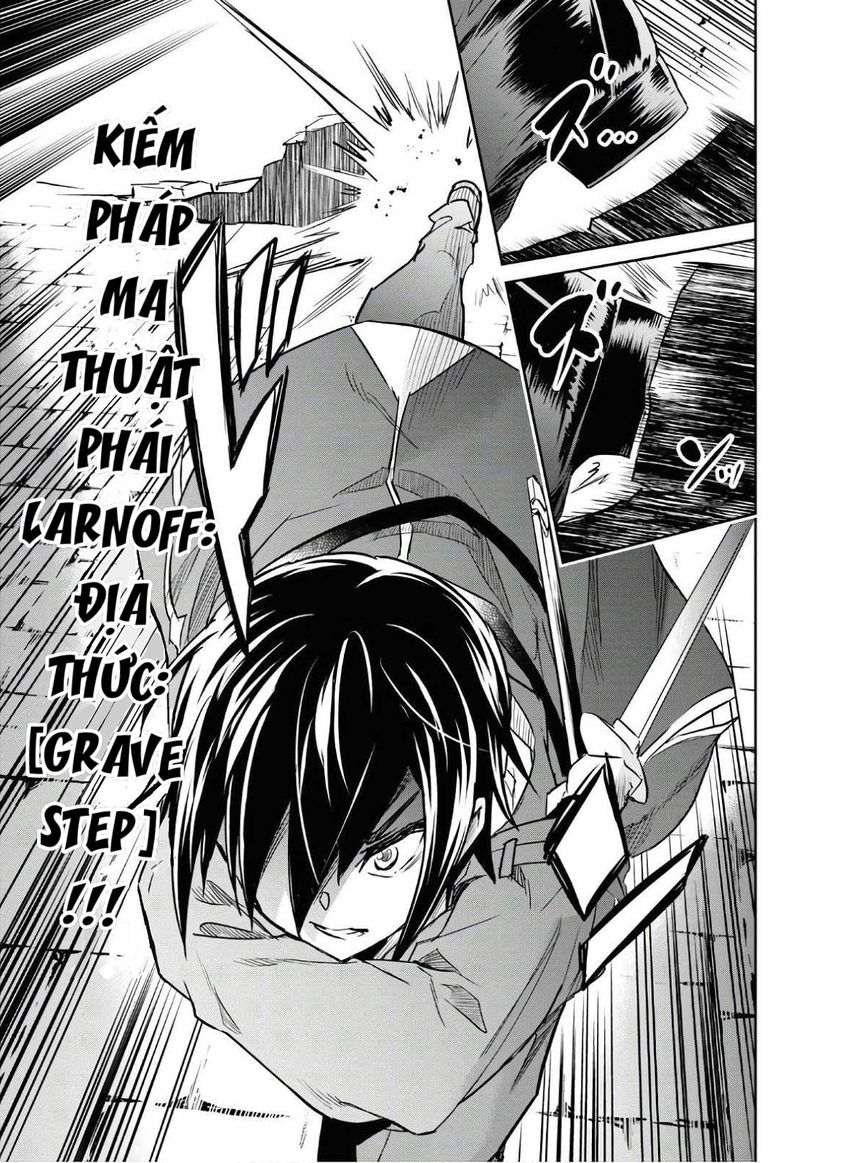 ズ...
ズ...
KIẾM
PHÁP
MA
THUẬT
PHÁI
LARNOFF:
ĐỊA
THỨC:
[GRAVE
STEP]
!!!